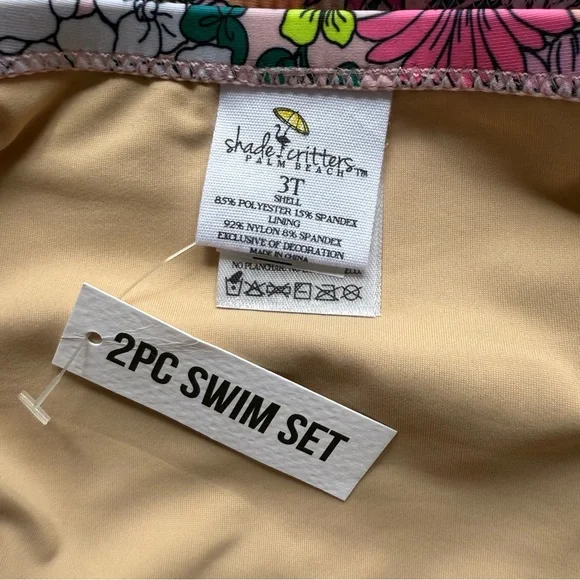 shade critters™
PALM BEACH
3T
SHELL
85% POLYESTER 15% SPANDEX
LINING
92% NYLON 8% SPANDEX
EXCLUSIVE OF DECORATION
MADE IN CHINA
2PC SWIM SET